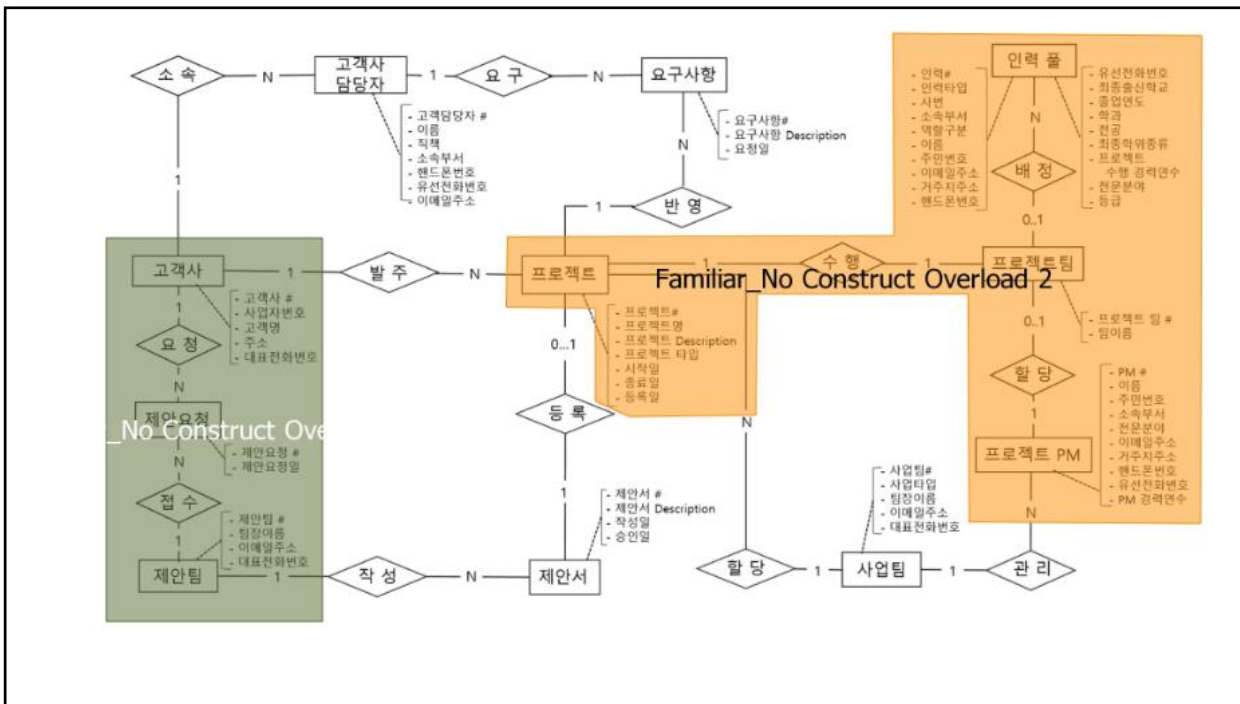 소 속
N
고객사
담당자
1
요 구
N
요구사항
- 고객담당자 #
- 이름
- 직책
- 소속부서
- 핸드폰번호
- 유선전화번호
- 이메일주소
- 요구사항#
- 요구사항 Description
- 요청일
인력 풀
- 인력#
- 인력타입
- 사번
- 소속부서
- 역할구분
- 이름
- 주민번호
- 이메일주소
- 거주지주소
- 핸드폰번호
- 유선전화번호
- 최종출신학교
- 졸업연도
- 학과
- 전공
- 최종학위종류
- 프로젝트
수행 경력연수
- 전문분야
- 등급
N
배정
0..1
1
N
반 영
1
고객사
1
발 주
N
프로젝트
1
수 행
1
프로젝트팀
Familiar_No Construct Overload 2
- 고객사 #
- 사업자번호
- 고객명
- 주소
- 대표전화번호
- 프로젝트#
- 프로젝트명
- 프로젝트 Description
- 프로젝트 타입
- 시작일
- 종료일
- 등록일
- 프로젝트 팀 #
- 팀이름
1
요 청
N
0...1
0..1
할 당
제안요청
_No Construct Ove
- 제안요청 #
- 제안요청일
등 록
N
1
- PM #
- 이름
- 주민번호
- 소속부서
- 전문분야
- 이메일주소
- 거주지주소
- 핸드폰번호
- 유선전화번호
- PM 경력연수
프로젝트 PM
N
접 수
1
- 제안팀 #
- 팀장이름
- 이메일주소
- 대표전화번호
1
- 제안서 #
- 제안서 Description
- 작성일
- 승인일
- 사업팀#
- 사업타입
- 팀장이름
- 이메일주소
- 대표전화번호
N
제안팀
1
작 성
N
제안서
할 당
1
사업팀
1
관 리